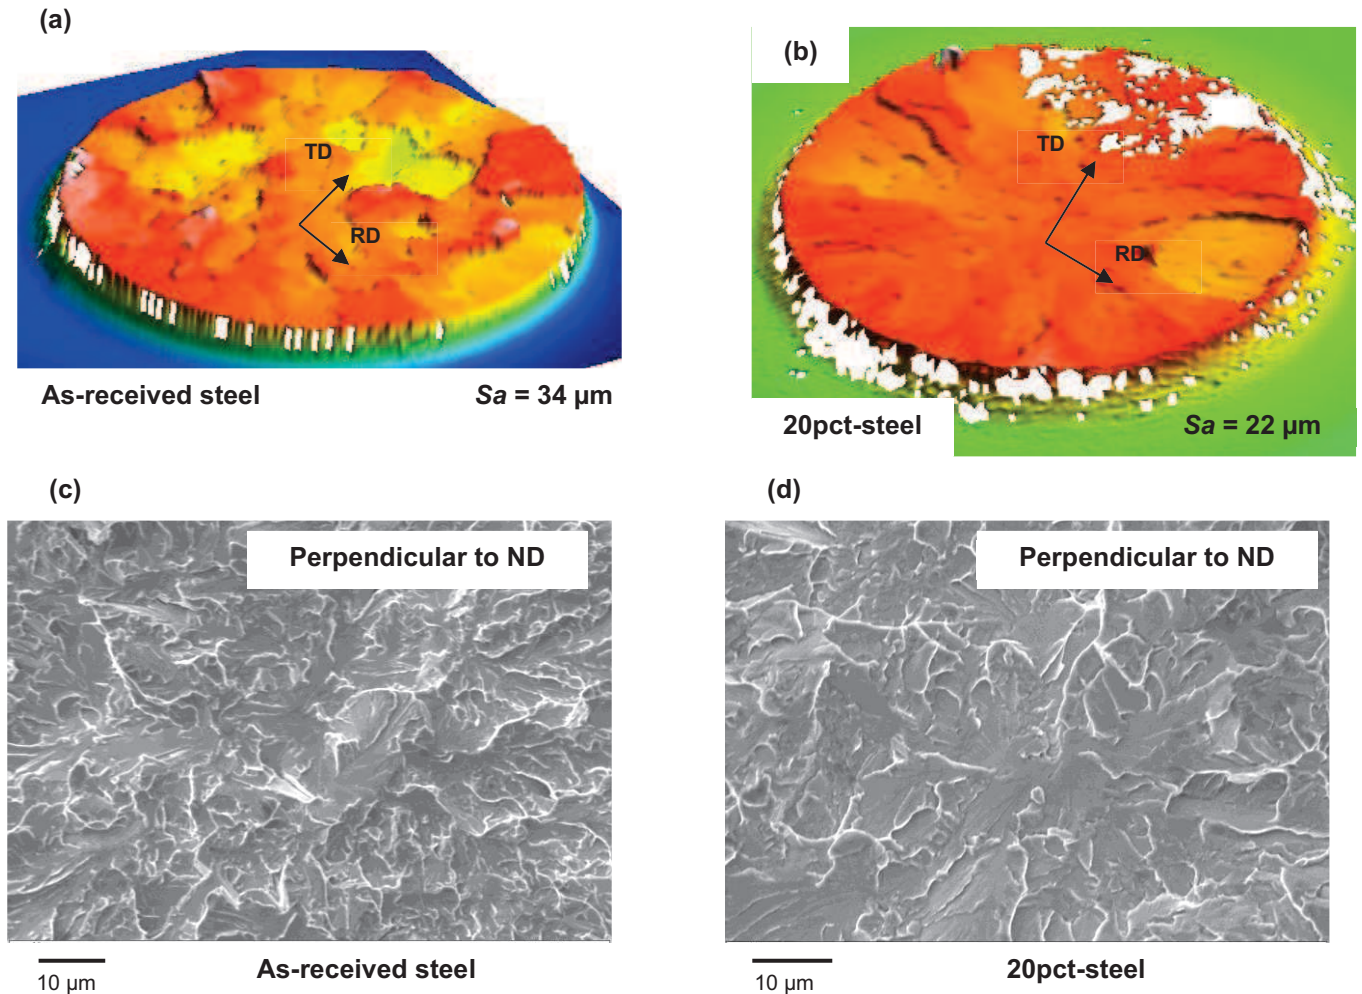 (a)
TD
RD
As-received steel
Sa = 34 µm
(b)
TD
RD
20pct-steel
Sa = 22 µm
(c)
Perpendicular to ND
10 µm
As-received steel
(d)
Perpendicular to ND
10 µm
20pct-steel